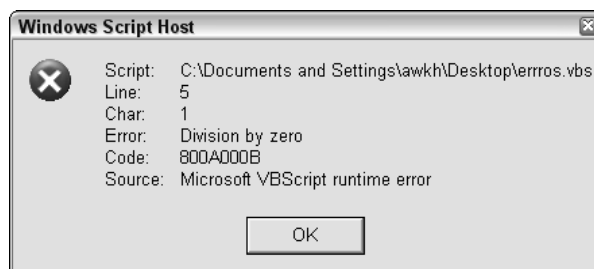 Windows Script Host
Script: C:\Documents and Settings\awkh\Desktop\errros.vbs
Line: 5
Char: 1
Error: Division by zero
Code: 800A000B
Source: Microsoft VBScript runtime error
OK